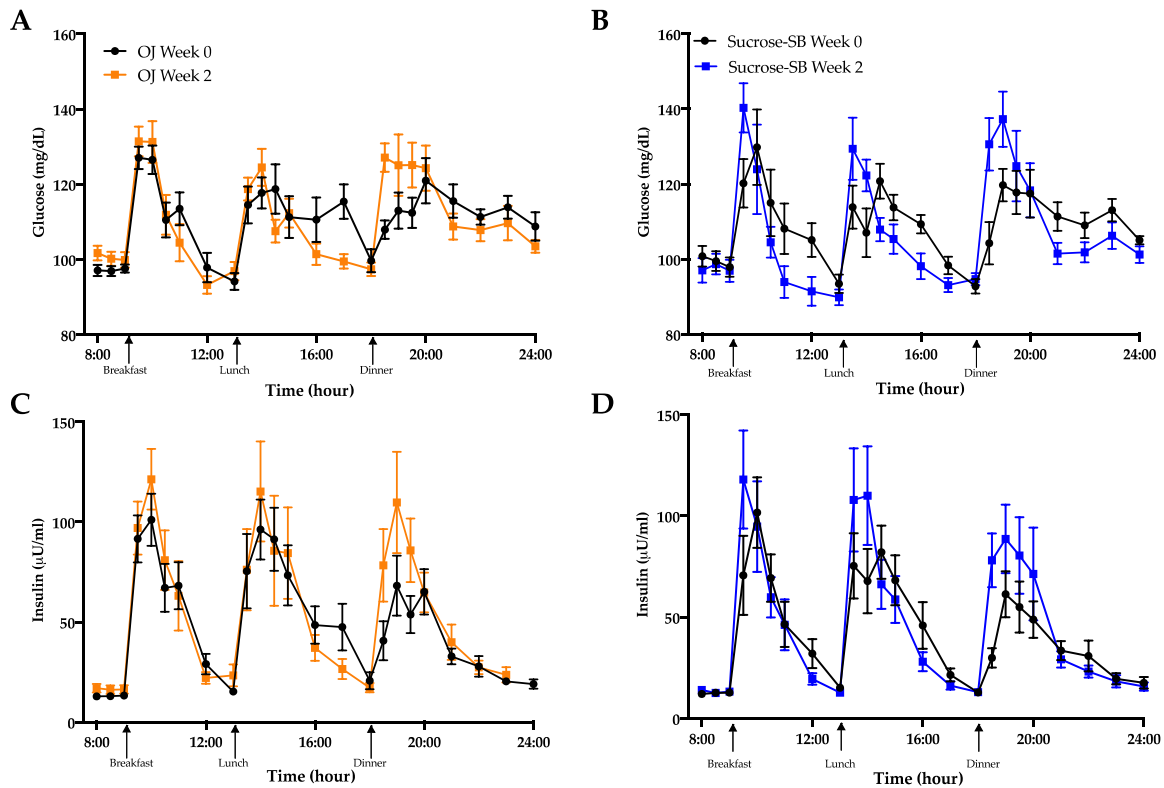 A
160
140
120
100
80
Glucose (mg/dL)
OJ Week 0
OJ Week 2
8:00 12:00 16:00 20:00 24:00
Breakfast Lunch Dinner
Time (hour)
B
160
140
120
100
80
Glucose (mg/dL)
Sucrose-SB Week 0
Sucrose-SB Week 2
8:00 12:00 16:00 20:00 24:00
Breakfast Lunch Dinner
Time (hour)
C
150
100
50
0
Insulin (μU/ml)
8:00 12:00 16:00 20:00 24:00
Breakfast Lunch Dinner
Time (hour)
D
150
100
50
0
Insulin (μU/ml)
8:00 12:00 16:00 20:00 24:00
Breakfast Lunch Dinner
Time (hour)